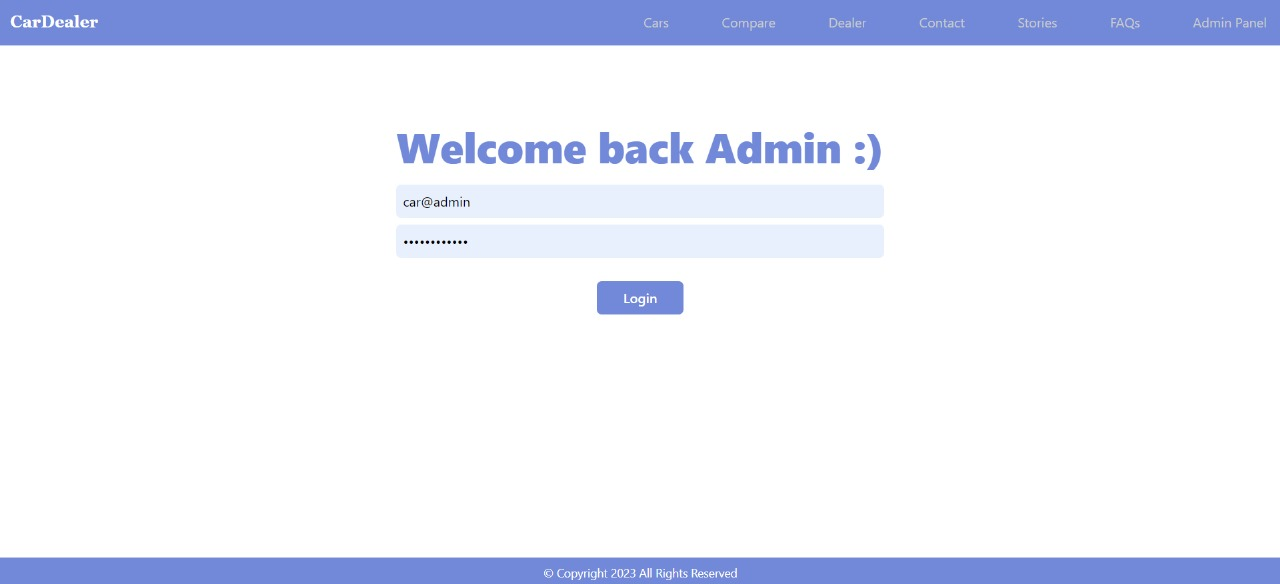 CarDealer Cars Compare Dealer Contact Stories FAQs Admin Panel
Welcome back Admin :)
car@admin
••••••••••••
Login
© Copyright 2023 All Rights Reserved